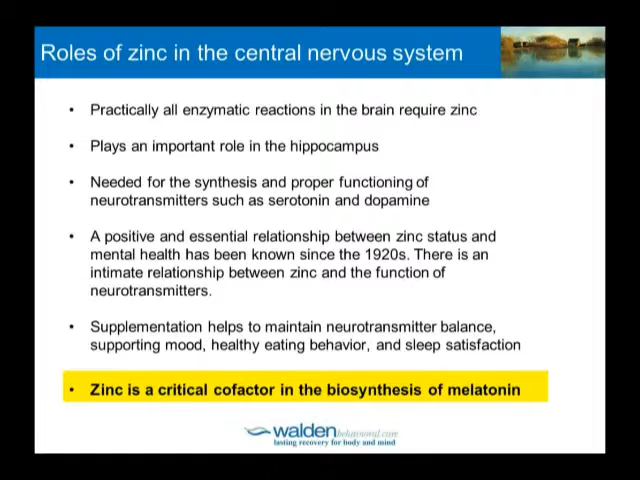 Roles of zinc in the central nervous system
• Practically all enzymatic reactions in the brain require zinc
• Plays an important role in the hippocampus
• Needed for the synthesis and proper functioning of
neurotransmitters such as serotonin and dopamine
• A positive and essential relationship between zinc status and
mental health has been known since the 1920s. There is an
intimate relationship between zinc and the function of
neurotransmitters.
• Supplementation helps to maintain neurotransmitter balance,
supporting mood, healthy eating behavior, and sleep satisfaction
• Zinc is a critical cofactor in the biosynthesis of melatonin
walden behavioral care
lasting recovery for body and mind